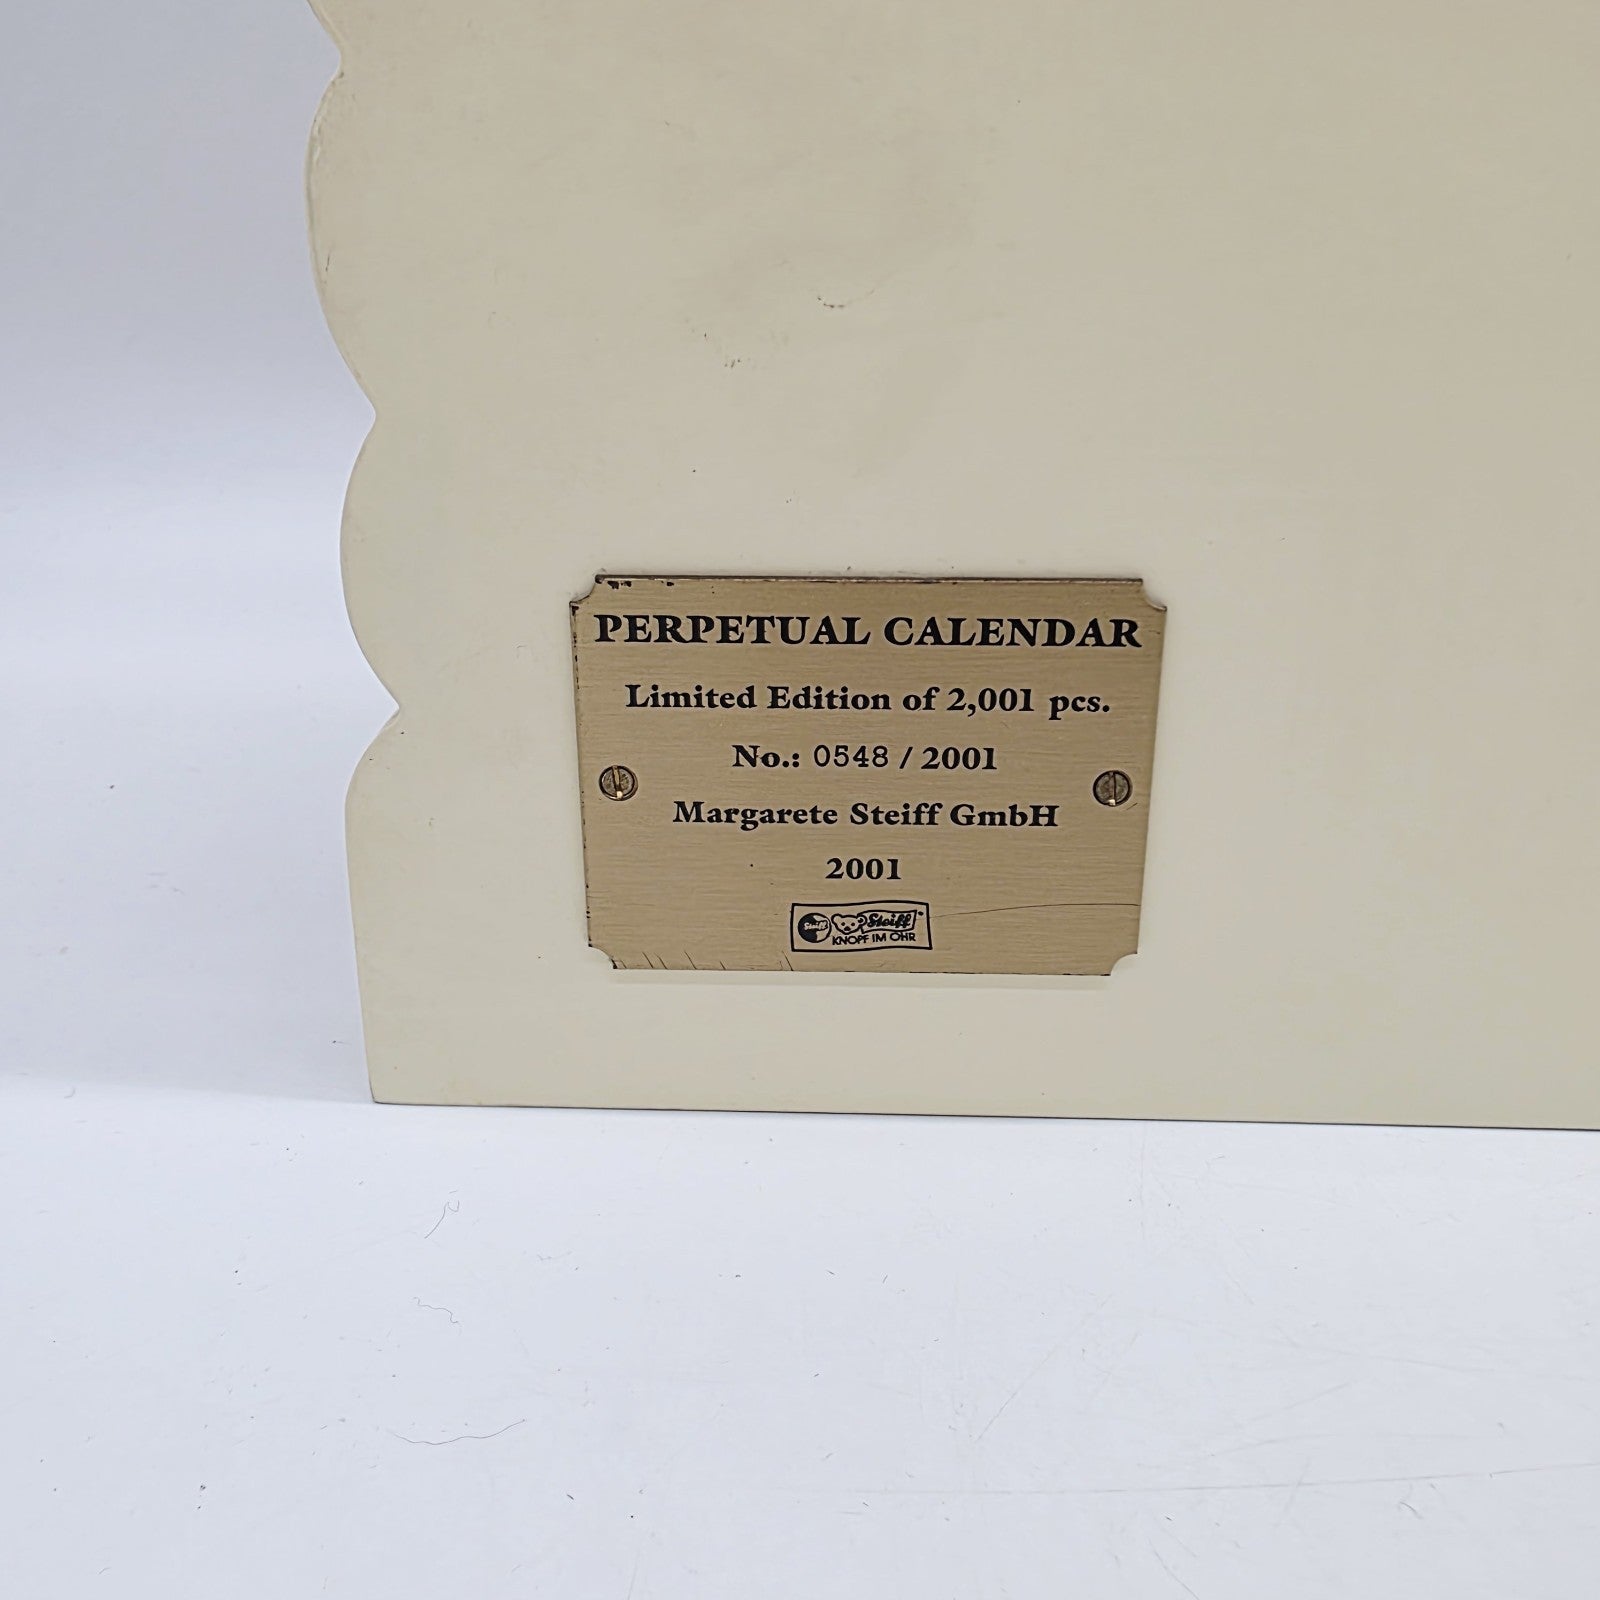 PERPETUAL CALENDAR
Limited Edition of 2,001 pcs.
No.: 0548 / 2001
Margarete Steiff GmbH
2001
Steiff Steiff
KNOPF IM OHR